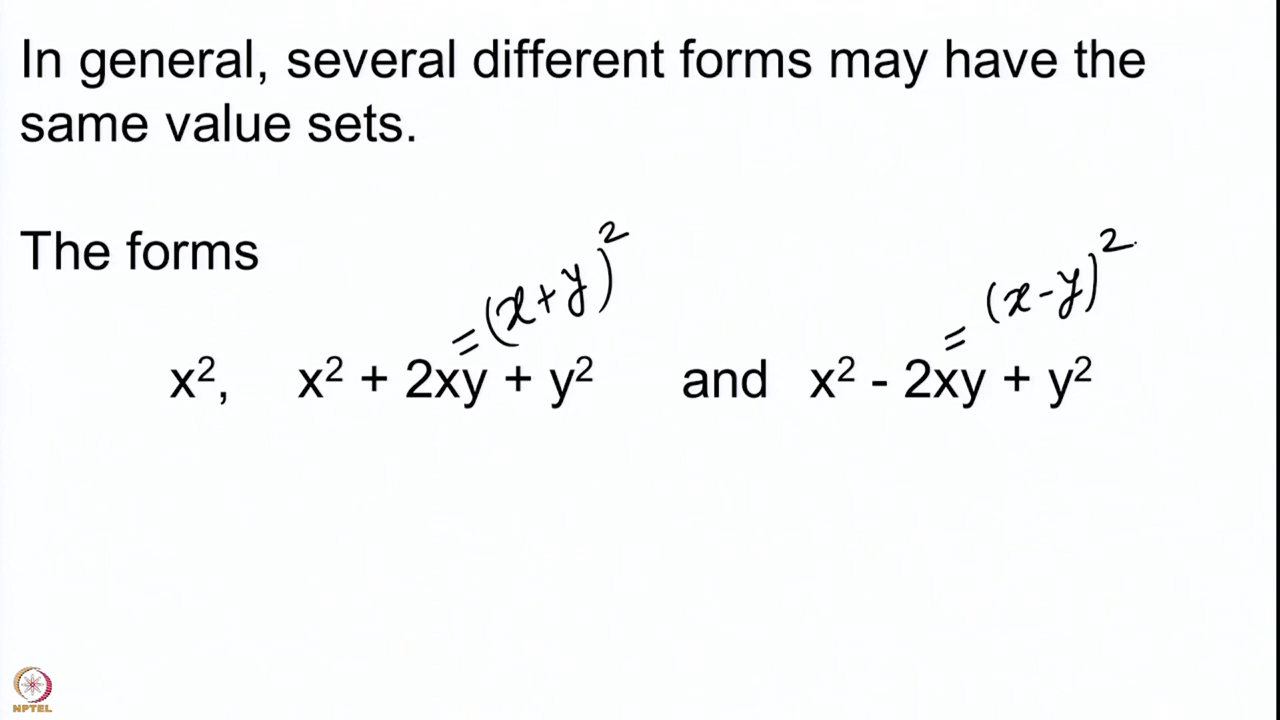 In general, several different forms may have the
same value sets.
The forms
=(x+y)² = (x-y)²
x², x² + 2xy + y² and x² - 2xy + y²
NPTEL